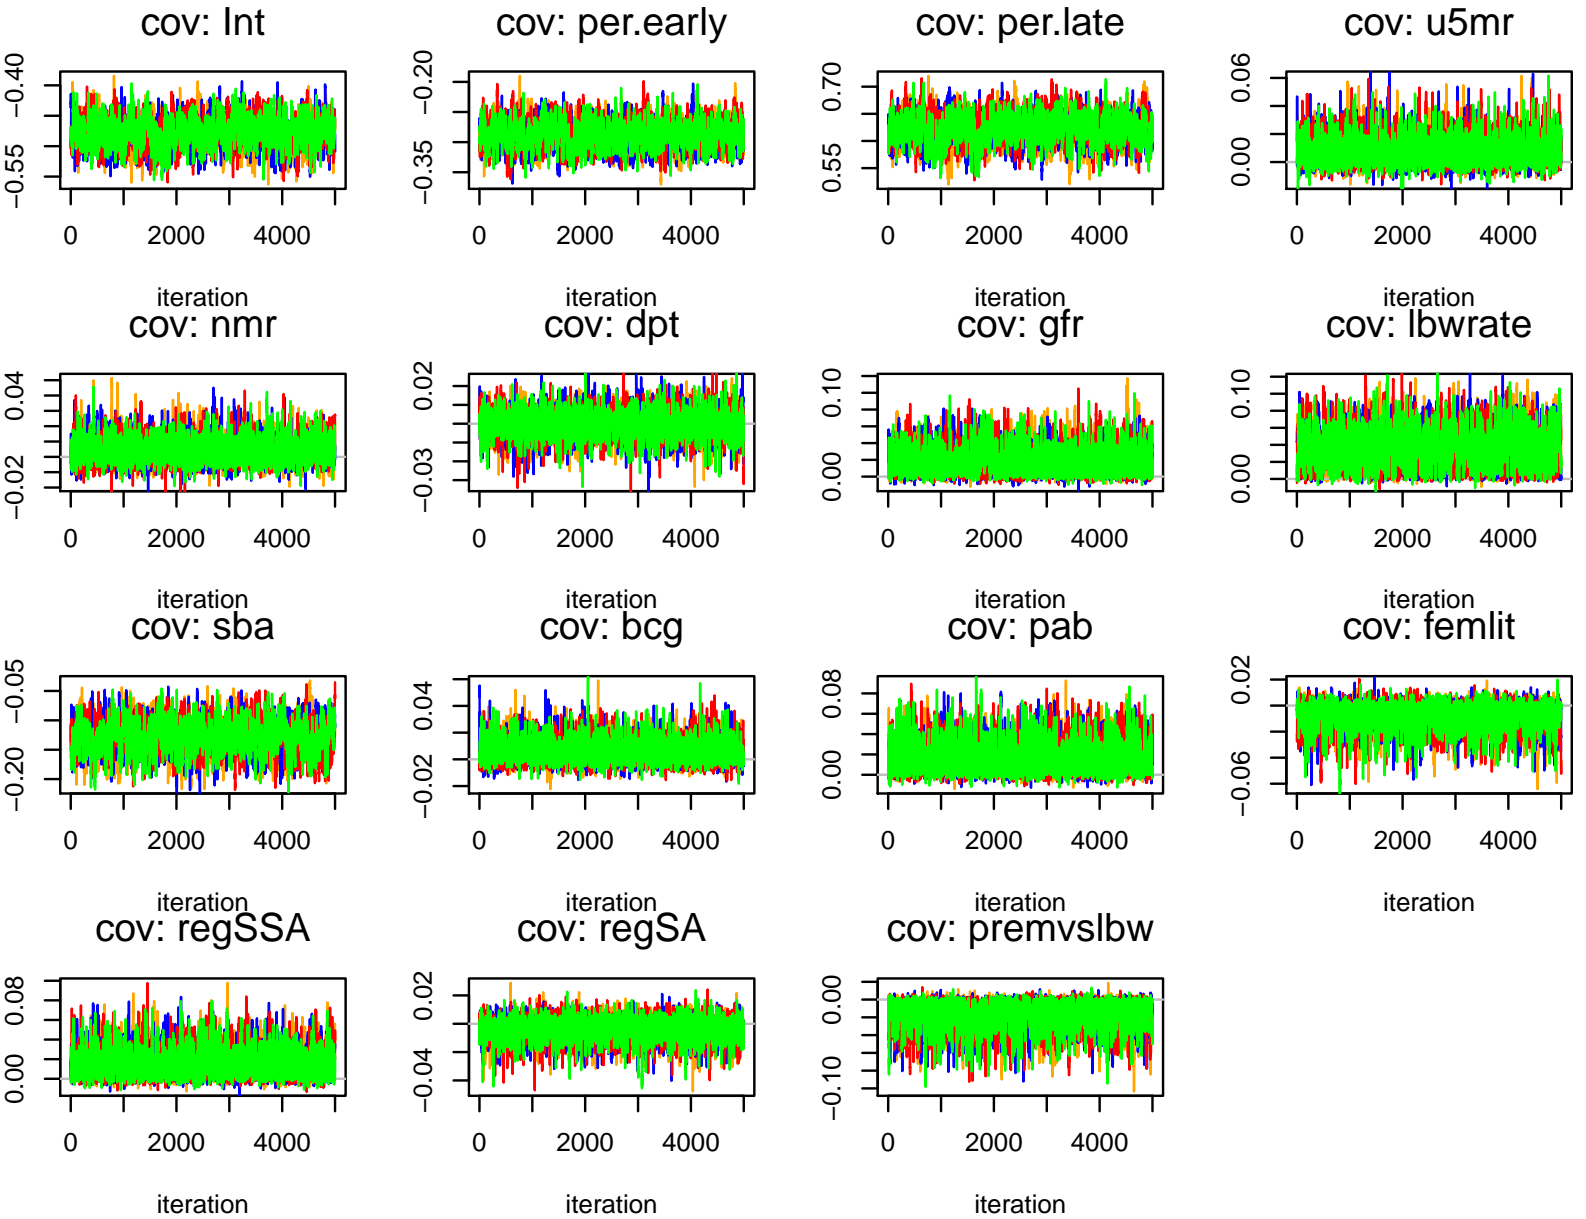 cov: Int
cov: per.early
cov: per.late
cov: u5mr
−0.55 −0.40
−0.35 −0.20
0.55 0.70
0.00 0.06
0 2000 4000
0 2000 4000
0 2000 4000
0 2000 4000
iteration
iteration
iteration
iteration
cov: nmr
cov: dpt
cov: gfr
cov: lbwrate
−0.02 0.04
−0.03 0.02
0.00 0.10
0.00 0.10
0 2000 4000
0 2000 4000
0 2000 4000
0 2000 4000
iteration
iteration
iteration
iteration
cov: sba
cov: bcg
cov: pab
cov: femlit
−0.20 −0.05
−0.02 0.04
0.00 0.08
−0.06 0.02
0 2000 4000
0 2000 4000
0 2000 4000
0 2000 4000
iteration
iteration
iteration
iteration
cov: regSSA
cov: regSA
cov: premvslbw
0.00 0.08
−0.04 0.02
−0.10 0.00
0 2000 4000
0 2000 4000
0 2000 4000
iteration
iteration
iteration